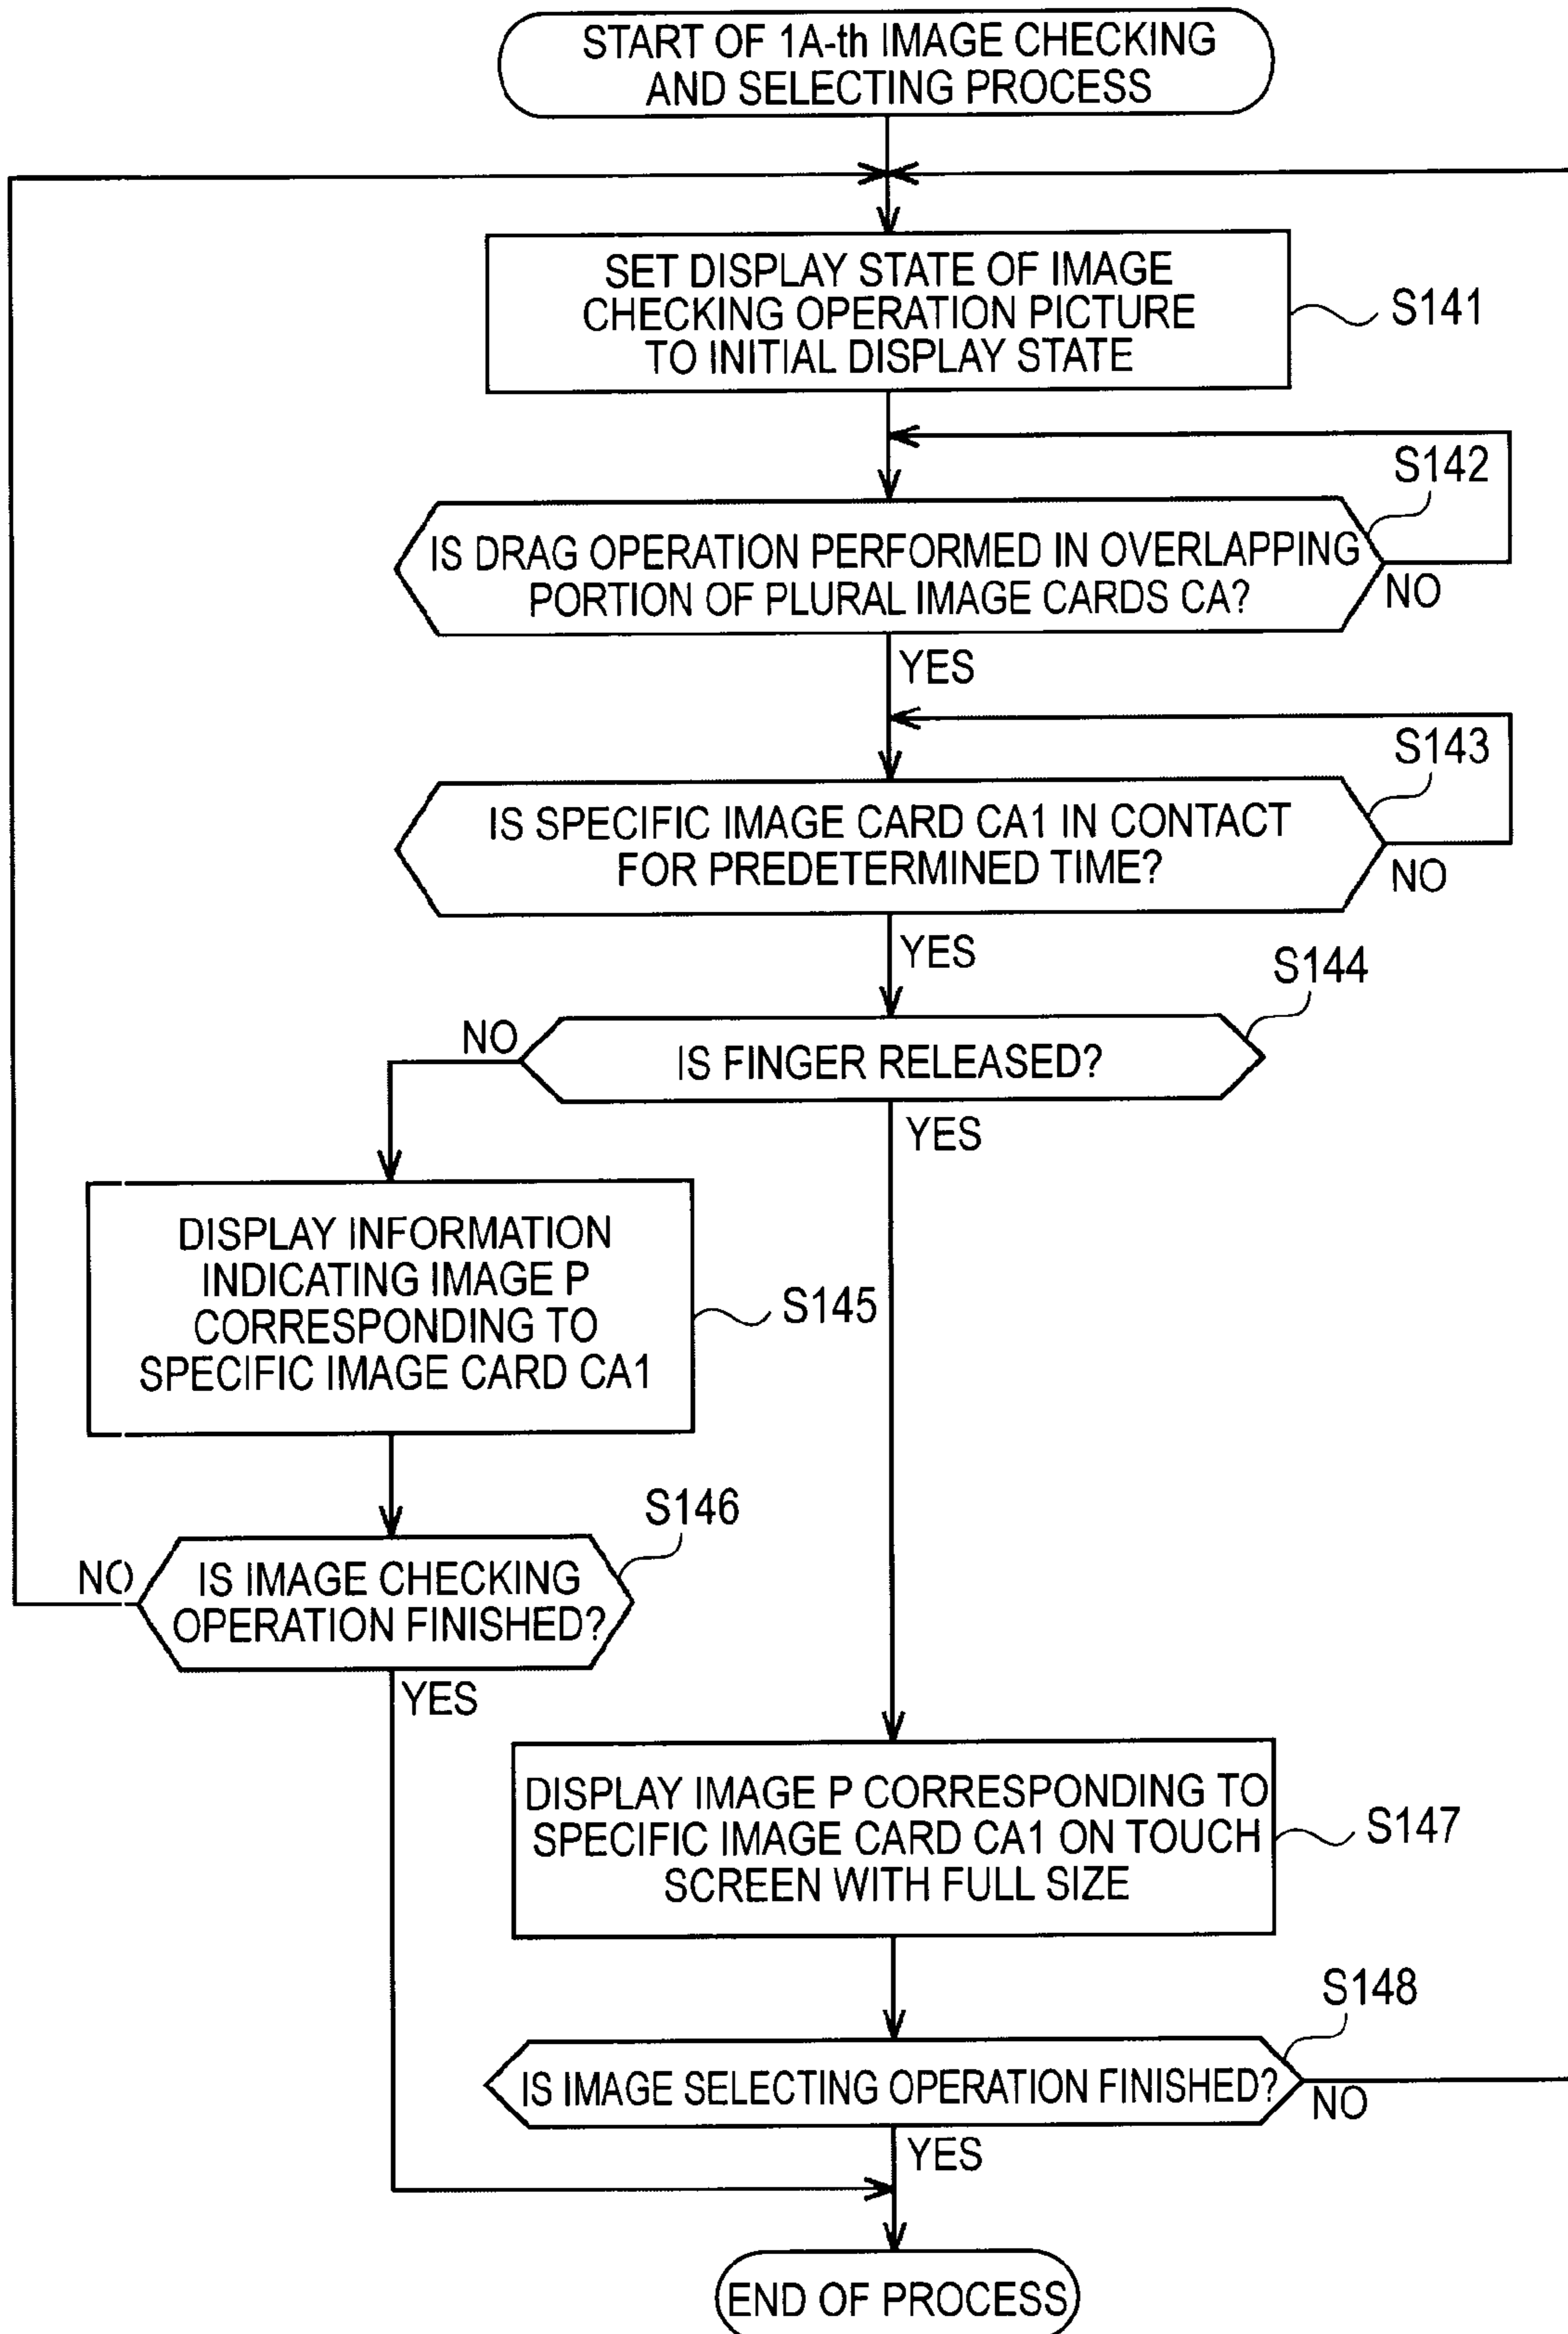 START OF 1A-th IMAGE CHECKING
AND SELECTING PROCESS
SET DISPLAY STATE OF IMAGE
CHECKING OPERATION PICTURE
TO INITIAL DISPLAY STATE
S141
S142
IS DRAG OPERATION PERFORMED IN OVERLAPPING
PORTION OF PLURAL IMAGE CARDS CA?
NO
YES
S143
IS SPECIFIC IMAGE CARD CA1 IN CONTACT
FOR PREDETERMINED TIME?
NO
YES
S144
NO
IS FINGER RELEASED?
YES
DISPLAY INFORMATION
INDICATING IMAGE P
CORRESPONDING TO
SPECIFIC IMAGE CARD CA1
S145
S146
NO
IS IMAGE CHECKING
OPERATION FINISHED?
YES
DISPLAY IMAGE P CORRESPONDING TO
SPECIFIC IMAGE CARD CA1 ON TOUCH
SCREEN WITH FULL SIZE
S147
S148
IS IMAGE SELECTING OPERATION FINISHED?
NO
YES
END OF PROCESS